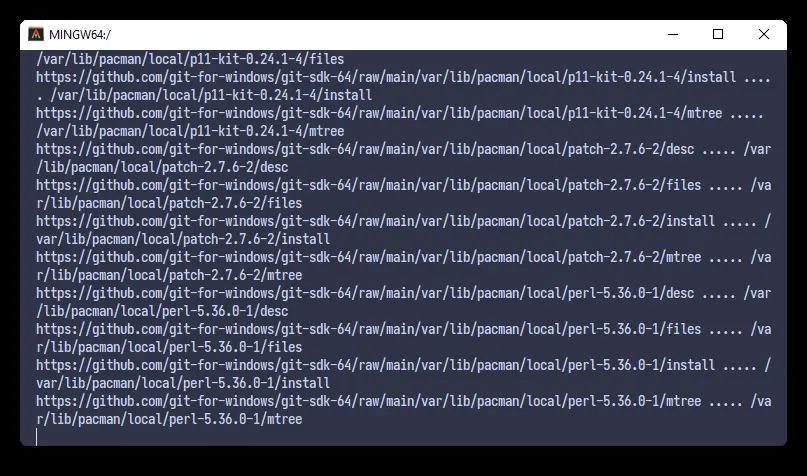 MINGW64:/
/var/lib/pacman/local/p11-kit-0.24.1-4/files
https://github.com/git-for-windows/git-sdk-64/raw/main/var/lib/pacman/local/p11-kit-0.24.1-4/install ....
. /var/lib/pacman/local/p11-kit-0.24.1-4/install
https://github.com/git-for-windows/git-sdk-64/raw/main/var/lib/pacman/local/p11-kit-0.24.1-4/mtree .....
/var/lib/pacman/local/p11-kit-0.24.1-4/mtree
https://github.com/git-for-windows/git-sdk-64/raw/main/var/lib/pacman/local/patch-2.7.6-2/desc ..... /var
/lib/pacman/local/patch-2.7.6-2/desc
https://github.com/git-for-windows/git-sdk-64/raw/main/var/lib/pacman/local/patch-2.7.6-2/files ..... /va
r/lib/pacman/local/patch-2.7.6-2/files
https://github.com/git-for-windows/git-sdk-64/raw/main/var/lib/pacman/local/patch-2.7.6-2/install ..... /
var/lib/pacman/local/patch-2.7.6-2/install
https://github.com/git-for-windows/git-sdk-64/raw/main/var/lib/pacman/local/patch-2.7.6-2/mtree ..... /va
r/lib/pacman/local/patch-2.7.6-2/mtree
https://github.com/git-for-windows/git-sdk-64/raw/main/var/lib/pacman/local/perl-5.36.0-1/desc ..... /var
/lib/pacman/local/perl-5.36.0-1/desc
https://github.com/git-for-windows/git-sdk-64/raw/main/var/lib/pacman/local/perl-5.36.0-1/files ..... /va
r/lib/pacman/local/perl-5.36.0-1/files
https://github.com/git-for-windows/git-sdk-64/raw/main/var/lib/pacman/local/perl-5.36.0-1/install ..... /
var/lib/pacman/local/perl-5.36.0-1/install
https://github.com/git-for-windows/git-sdk-64/raw/main/var/lib/pacman/local/perl-5.36.0-1/mtree ..... /va
r/lib/pacman/local/perl-5.36.0-1/mtree